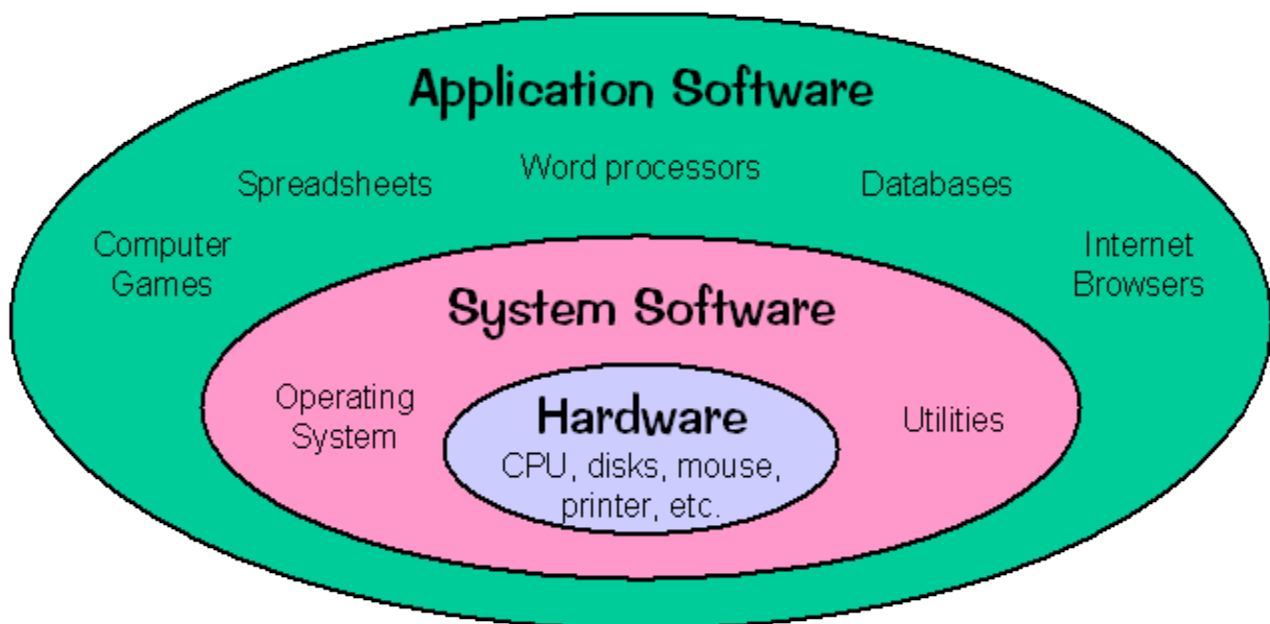 Application Software
Word processors
Spreadsheets
Databases
Computer
Games
Internet
Browsers
System Software
Operating
System
Utilities
Hardware
CPU, disks, mouse,
printer, etc.